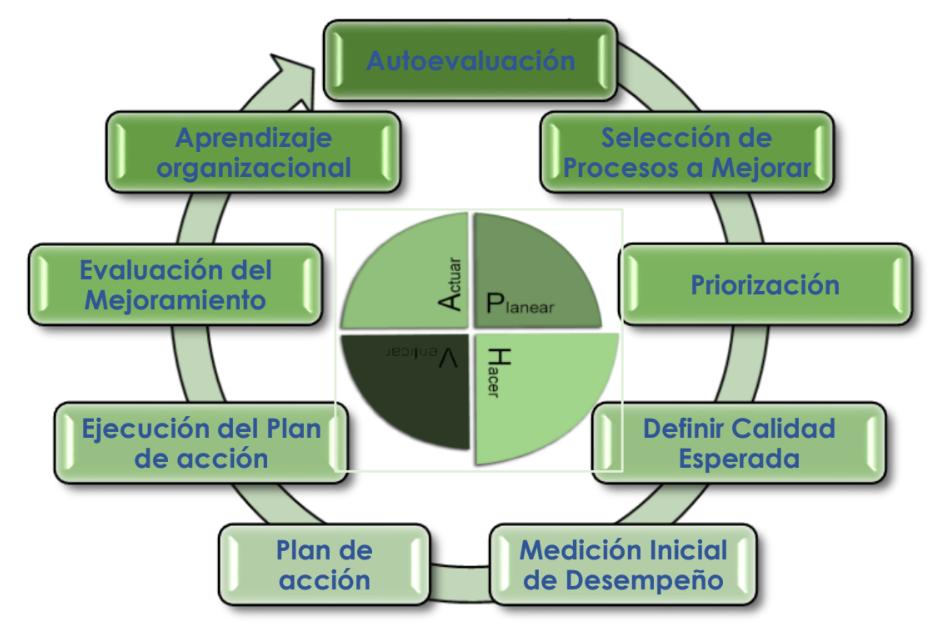 Autoevaluación
Selección de
Procesos a Mejorar
Priorización
Definir Calidad
Esperada
Medición Inicial
de Desempeño
Plan de
acción
Ejecución del Plan
de acción
Evaluación del
Mejoramiento
Aprendizaje
organizacional
Actuar
Planear
Hacer
Verificar